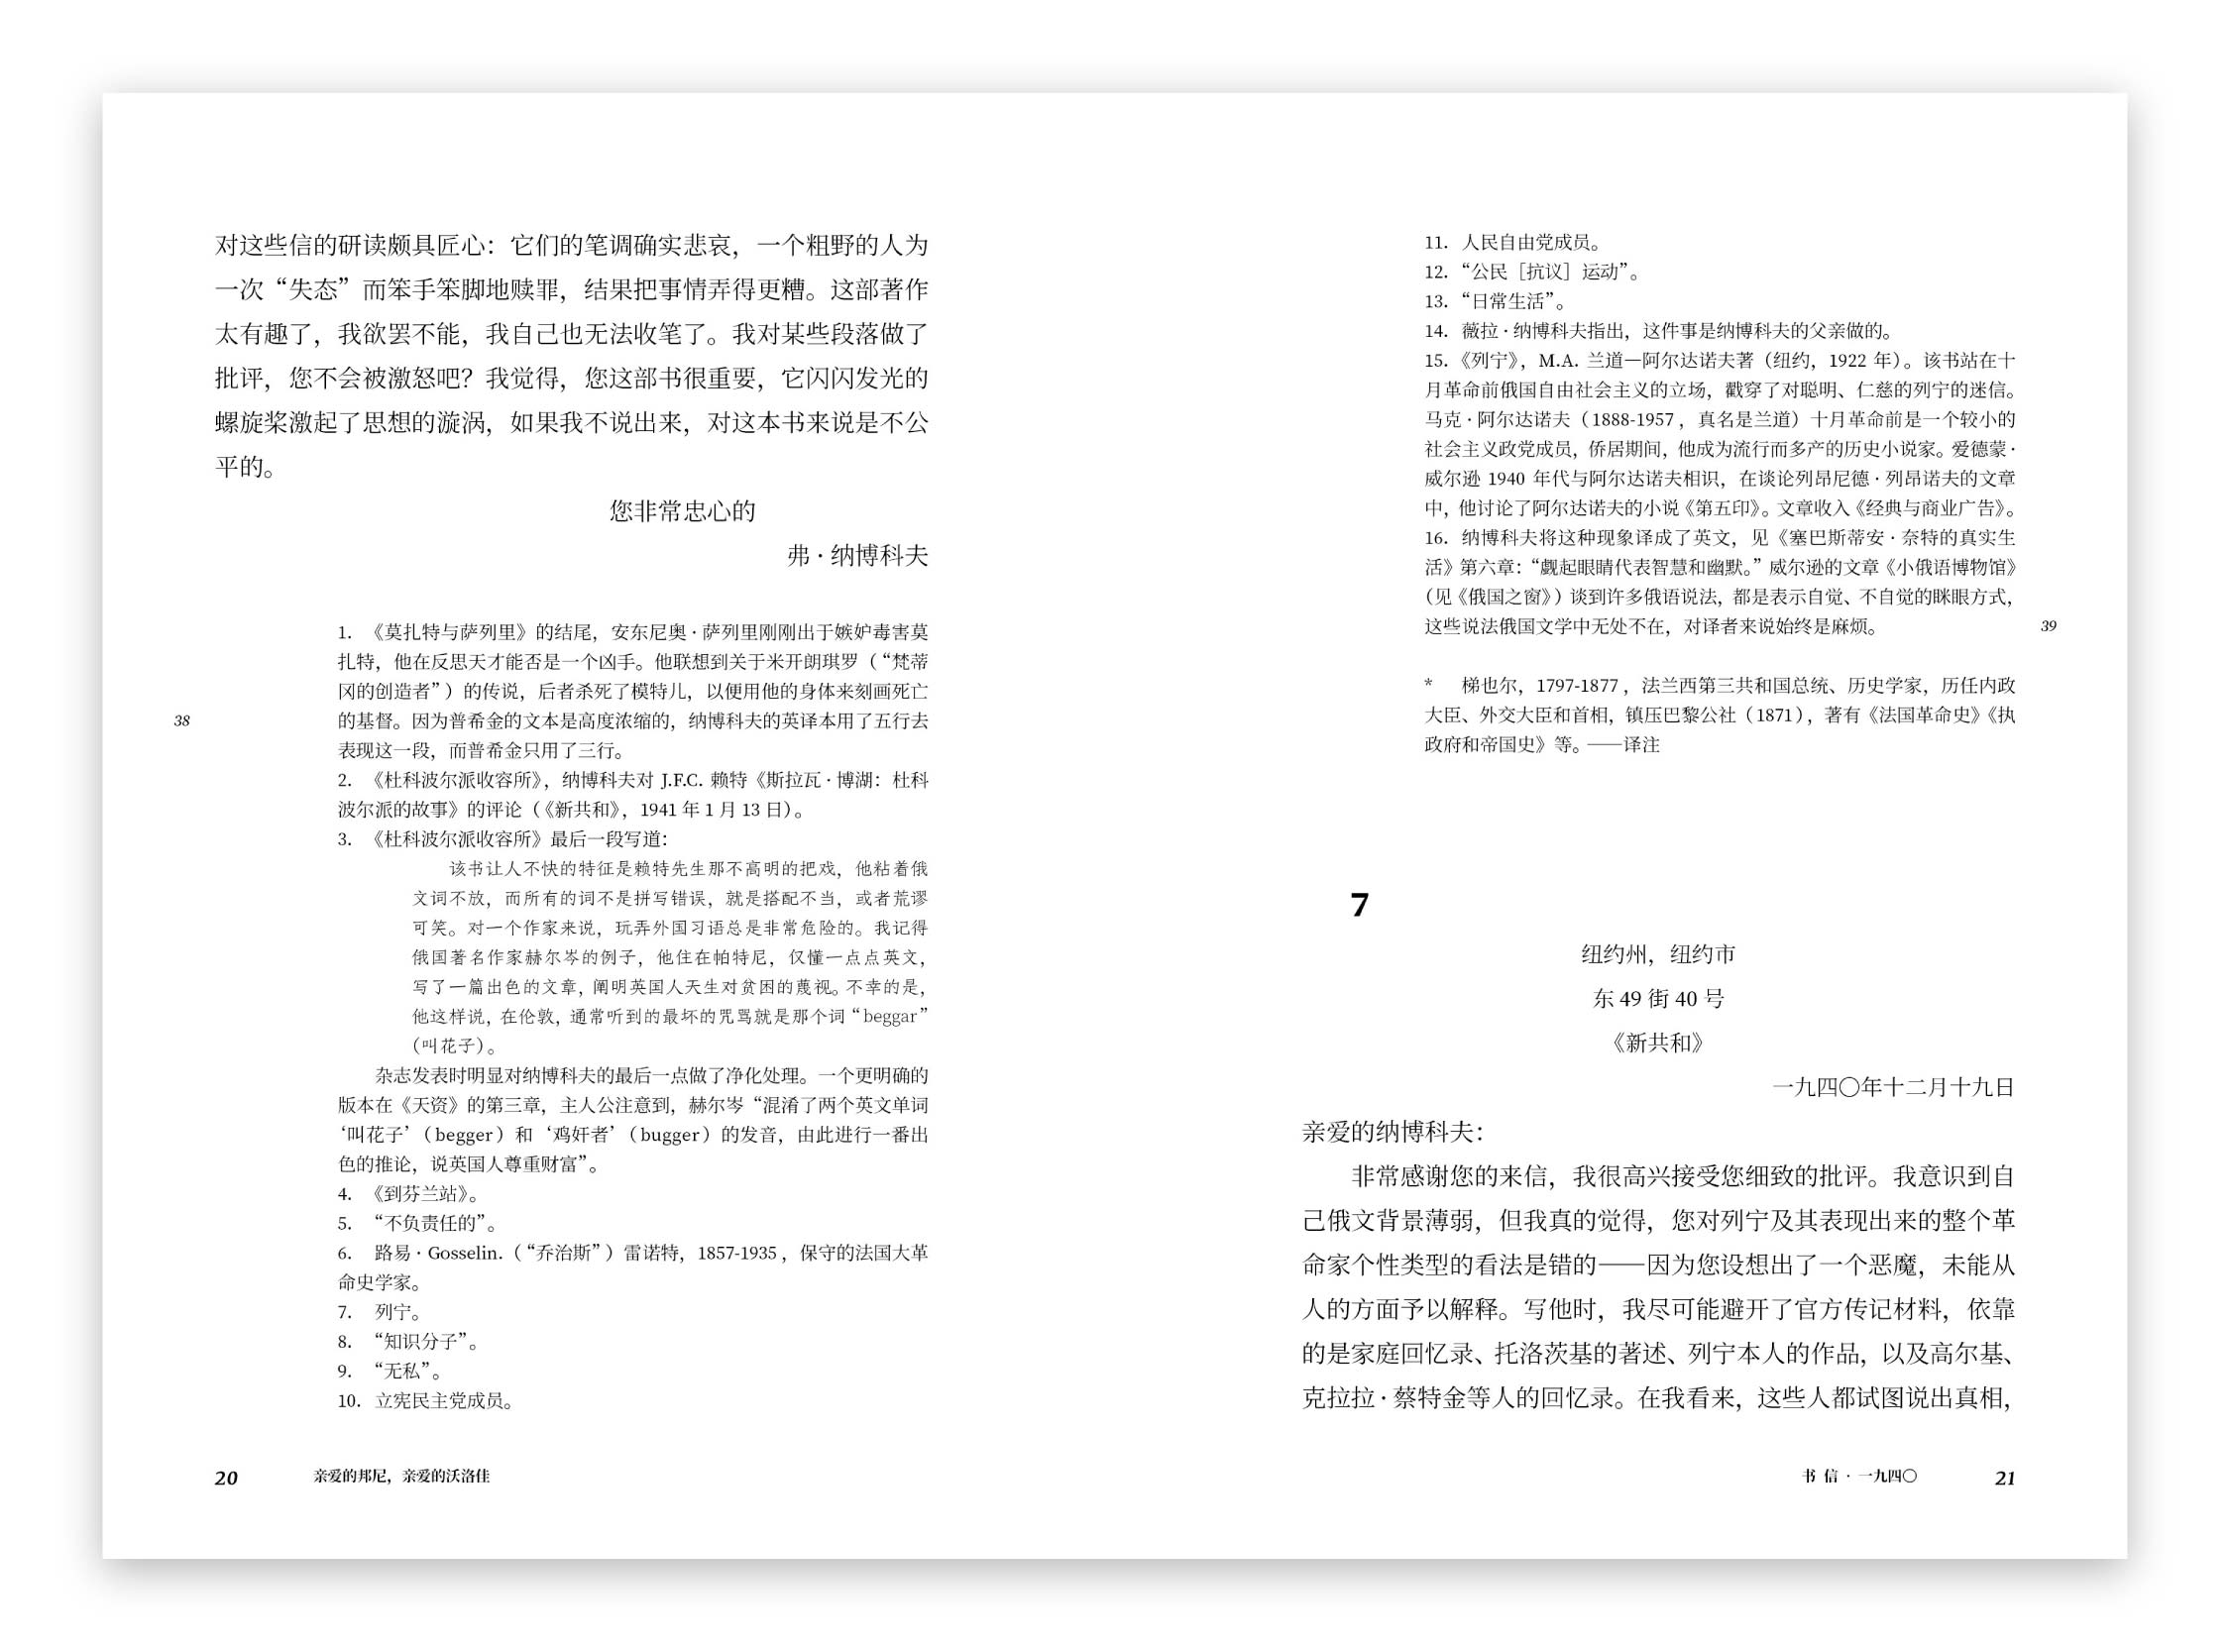 对这些信的研读颇具匠心：它们的笔调确实悲哀，一个粗野的人为
一次“失态”而笨手笨脚地赎罪，结果把事情弄得更糟。这部著作
太有趣了，我欲罢不能，我自己也无法收笔了。我对某些段落做了
批评，您不会被激怒吧？我觉得，您这部书很重要，它闪闪发光的
螺旋桨激起了思想的漩涡，如果我不说出来，对这本书来说是不公
平的。
您非常忠心的
弗·纳博科夫
1. 《莫扎特与萨列里》的结尾，安东尼奥·萨列里刚刚出于嫉妒毒害莫
扎特，他在反思天才能否是一个凶手。他联想到关于米开朗琪罗（“梵蒂
冈的创造者”）的传说，后者杀死了模特儿，以便用他的身体来刻画死亡
38
的基督。因为普希金的文本是高度浓缩的，纳博科夫的英译本用了五行去
表现这一段，而普希金只用了三行。
2. 《杜科波尔派收容所》，纳博科夫对 J.F.C. 赖特《斯拉瓦·博湖：杜科
波尔派的故事》的评论（《新共和》，1941 年 1 月 13 日）。
3. 《杜科波尔派收容所》最后一段写道：
该书让人不快的特征是赖特先生那不高明的把戏，他粘着俄
文词不放，而所有的词不是拼写错误，就是搭配不当，或者荒谬
可笑。对一个作家来说，玩弄外国习语总是非常危险的。我记得
俄国著名作家赫尔岑的例子，他住在帕特尼，仅懂一点点英文，
写了一篇出色的文章，阐明英国人天生对贫困的蔑视。不幸的是，
他这样说，在伦敦，通常听到的最坏的咒骂就是那个词“beggar”
（叫花子）。
杂志发表时明显对纳博科夫的最后一点做了净化处理。一个更明确的
版本在《天资》的第三章，主人公注意到，赫尔岑“混淆了两个英文单词
‘叫花子’（begger）和‘鸡奸者’（bugger）的发音，由此进行一番出
色的推论，说英国人尊重财富”。
4. 《到芬兰站》。
5. “不负责任的”。
6. 路易·Gosselin.（“乔治斯”）雷诺特，1857-1935，保守的法国大革
命史学家。
7. 列宁。
8. “知识分子”。
9. “无私”。
10. 立宪民主党成员。
20 亲爱的邦尼，亲爱的沃洛佳
11. 人民自由党成员。
12. “公民［抗议］运动”。
13. “日常生活”。
14. 薇拉·纳博科夫指出，这件事是纳博科夫的父亲做的。
15. 《列宁》，M.A. 兰道—阿尔达诺夫著（纽约，1922 年）。该书站在十
月革命前俄国自由社会主义的立场，戳穿了对聪明、仁慈的列宁的迷信。
马克·阿尔达诺夫（1888-1957，真名是兰道）十月革命前是一个较小的
社会主义政党成员，侨居期间，他成为流行而多产的历史小说家。爱德蒙·
威尔逊 1940 年代与阿尔达诺夫相识，在谈论列昂尼德·列昂诺夫的文章
中，他讨论了阿尔达诺夫的小说《第五印》。文章收入《经典与商业广告》。
16. 纳博科夫将这种现象译成了英文，见《塞巴斯蒂安·奈特的真实生
活》第六章：“觑起眼睛代表智慧和幽默。”威尔逊的文章《小俄语博物馆》
（见《俄国之窗》）谈到许多俄语说法，都是表示自觉、不自觉的眯眼方式，
这些说法俄国文学中无处不在，对译者来说始终是麻烦。
39
* 梯也尔，1797-1877，法兰西第三共和国总统、历史学家，历任内政
大臣、外交大臣和首相，镇压巴黎公社（1871），著有《法国革命史》《执
政府和帝国史》等。——译注
7
纽约州，纽约市
东 49 街 40 号
《新共和》
一九四〇年十二月十九日
亲爱的纳博科夫：
非常感谢您的来信，我很高兴接受您细致的批评。我意识到自
己俄文背景薄弱，但我真的觉得，您对列宁及其表现出来的整个革
命家个性类型的看法是错的——因为您设想出了一个恶魔，未能从
人的方面予以解释。写他时，我尽可能避开了官方传记材料，依靠
的是家庭回忆录、托洛茨基的著述、列宁本人的作品，以及高尔基、
克拉拉·蔡特金等人的回忆录。在我看来，这些人都试图说出真相，
书 信 · 一九四〇 21